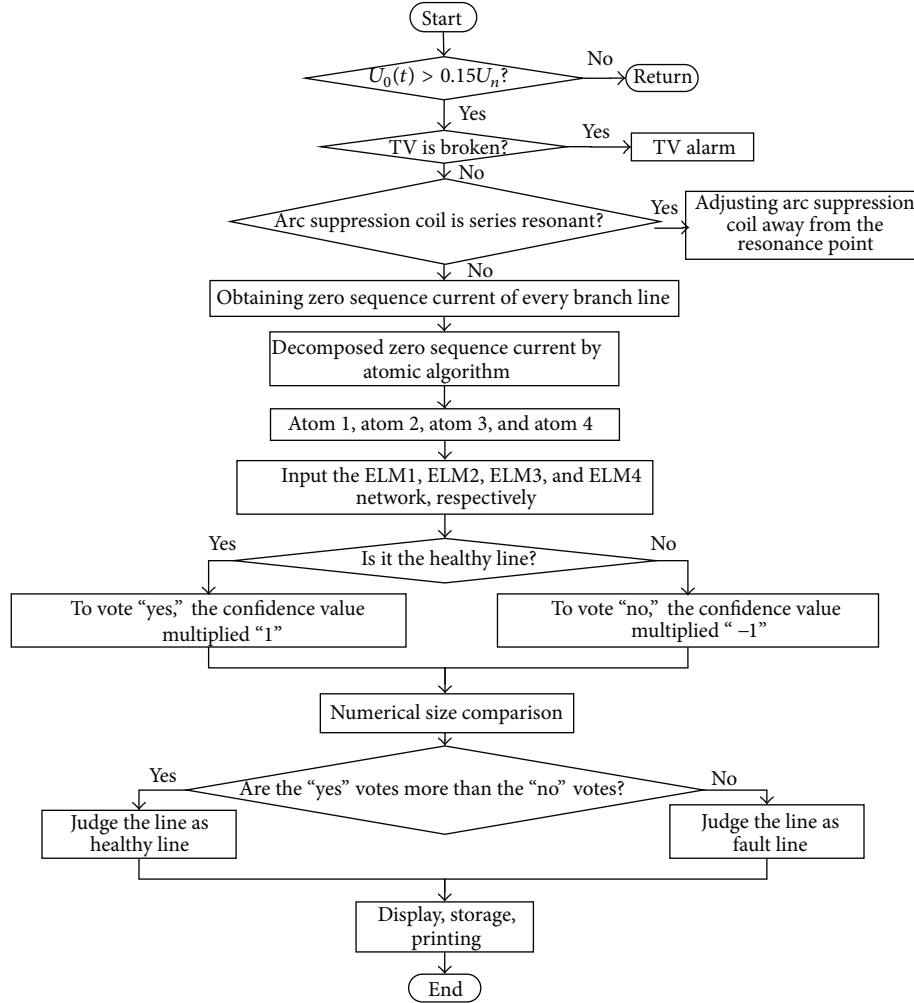 Start
U₀(t) > 0.15Uₙ?
No
Return
Yes
TV is broken?
Yes
TV alarm
No
Arc suppression coil is series resonant?
Yes
Adjusting arc suppression
coil away from the
resonance point
No
Obtaining zero sequence current of every branch line
Decomposed zero sequence current by
atomic algorithm
Atom 1, atom 2, atom 3, and atom 4
Input the ELM1, ELM2, ELM3, and ELM4
network, respectively
Yes
Is it the healthy line?
No
To vote “yes,” the confidence value
multiplied “1”
To vote “no,” the confidence value
multiplied “ −1”
Numerical size comparison
Yes
Are the “yes” votes more than the “no” votes?
No
Judge the line as
healthy line
Judge the line as
fault line
Display, storage,
printing
End